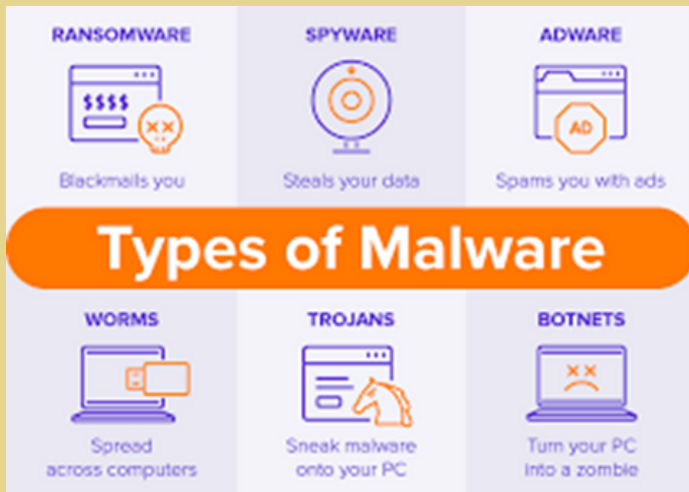 RANSOMWARE
SPYWARE
ADWARE
$$$$
AD
Blackmails you
Steals your data
Spams you with ads
Types of Malware
WORMS
TROJANS
BOTNETS
Spread
across computers
Sneak malware
onto your PC
Turn your PC
into a zombie